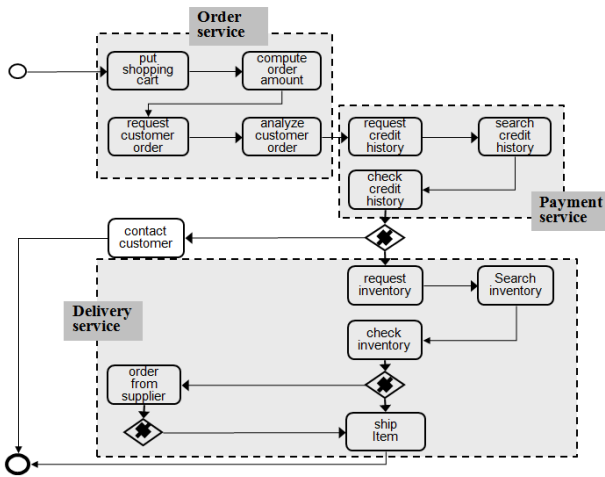 Order
service
put
shopping
cart
compute
order
amount
request
customer
order
analyze
customer
order
request
credit
history
search
credit
history
check
credit
history
Payment
service
contact
customer
request
inventory
Search
inventory
Delivery
service
check
inventory
order
from
supplier
ship
Item